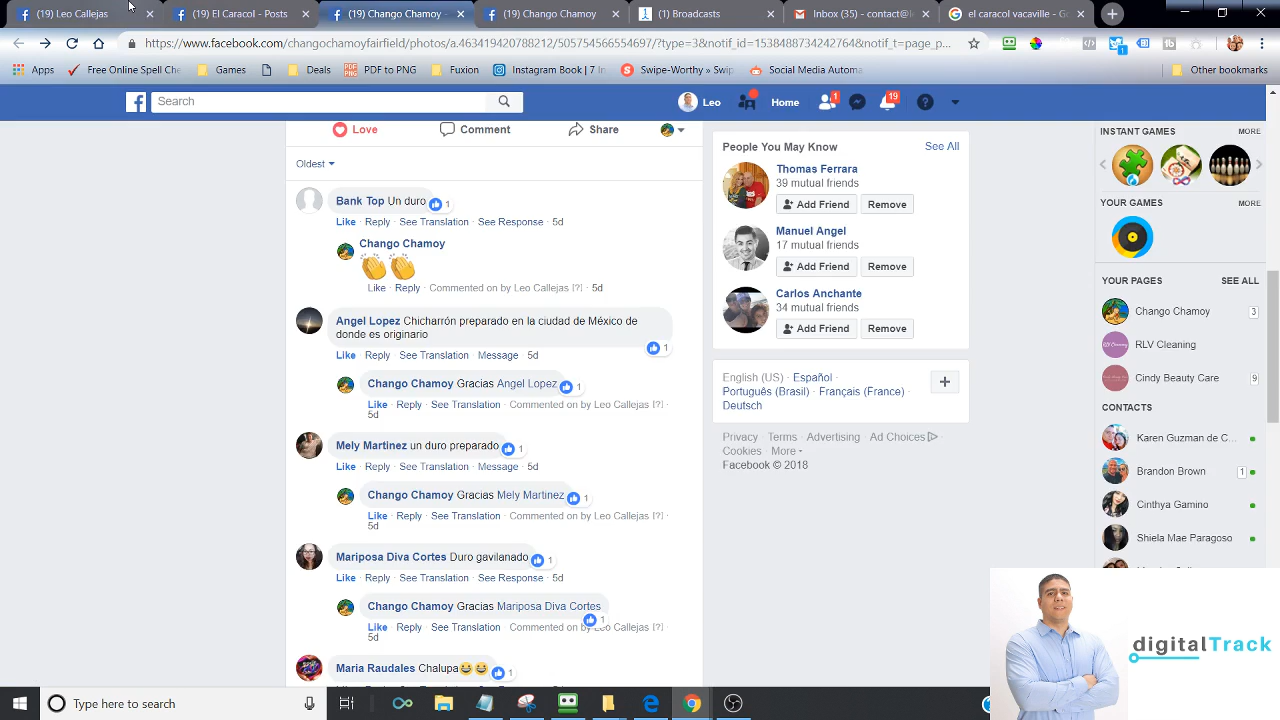 (19) Leo Callejas
(19) El Caracol - Posts
(19) Chango Chamoy -
(19) Change Chamoy
(1) Broadcasts
Inbox (35) - contact@l
el caracol vacaville - Go
https://www.facebook.com/changochamoyfairfield/photos/a.463419420788212/505754566554697/?type=3&notif_id=1538488734242764&notif_t=page_p...
Apps
Free Online Spell Che
Games
Deals
PDF to PNG
Fuxion
Instagram Book | 7 In
Swipe-Worthy » Swip
Social Media Automa
Other bookmarks
Search
Leo
Home
1
19
Love
Comment
Share
Oldest
Bank Top Un duro
1
Like · Reply · See Translation · See Response · 5d
Chango Chamoy
Like · Reply · Commented on by Leo Callejas [?] · 5d
Angel Lopez Chicharrón preparado en la ciudad de México de
donde es originario
1
Like · Reply · See Translation · Message · 5d
Chango Chamoy Gracias Angel Lopez
1
Like · Reply · See Translation · Commented on by Leo Callejas [?] ·
5d
Mely Martinez un duro preparado
1
Like · Reply · See Translation · Message · 5d
Chango Chamoy Gracias Mely Martinez
1
Like · Reply · See Translation · Commented on by Leo Callejas [?] ·
5d
Mariposa Diva Cortes Duro gavilanado
1
Like · Reply · See Translation · See Response · 5d
Chango Chamoy Gracias Mariposa Diva Cortes
1
Like · Reply · See Translation · Commented on by Leo Callejas [?] ·
5d
Maria Raudales Chalupa
1
People You May Know
See All
Thomas Ferrara
39 mutual friends
Add Friend
Remove
Manuel Angel
17 mutual friends
Add Friend
Remove
Carlos Anchante
34 mutual friends
Add Friend
Remove
English (US) · Español ·
Português (Brasil) · Français (France) ·
Deutsch
Privacy · Terms · Advertising · Ad Choices
Cookies · More
Facebook © 2018
INSTANT GAMES
MORE
YOUR GAMES
MORE
YOUR PAGES
SEE ALL
Chango Chamoy
3
RLV Cleaning
Cindy Beauty Care
9
CONTACTS
Karen Guzman de C...
Brandon Brown
1
Cinthya Gamino
Shiela Mae Paragoso
digitalTrack
Type here to search